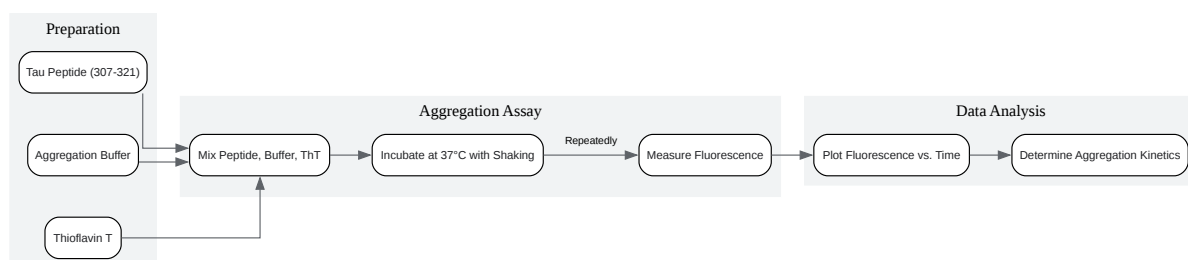 Preparation
Tau Peptide (307-321)
Aggregation Buffer
Thioflavin T
Aggregation Assay
Mix Peptide, Buffer, ThT
Incubate at 37°C with Shaking
Repeatedly
Measure Fluorescence
Data Analysis
Plot Fluorescence vs. Time
Determine Aggregation Kinetics